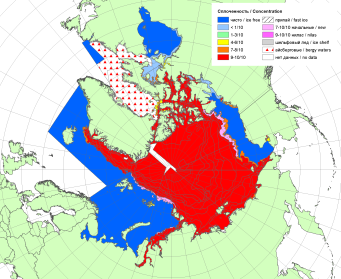 Сплоченность / Concentration
чисто / ice free
< 1/10
1-3/10
4-6/10
7-8/10
9-10/10
припай / fast ice
7-10/10 начальные / new
9-10/10 нилас / nilas
шельфовый лед / ice shelf
айсберговые / bergy waters
нет данных / no data